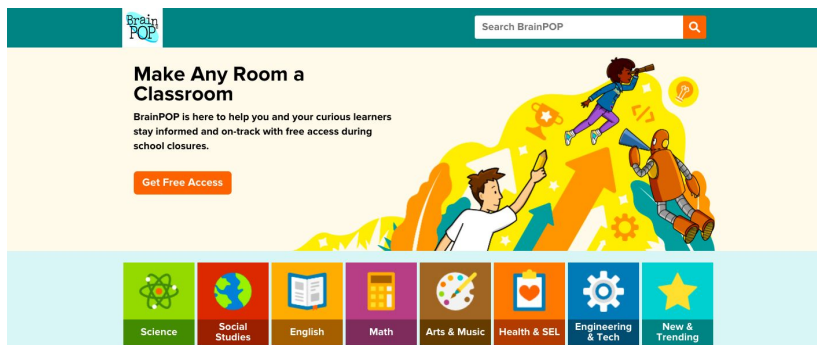 Brain
POP
Search BrainPOP
Make Any Room a
Classroom
BrainPOP is here to help you and your curious learners
stay informed and on-track with free access during
school closures.
Get Free Access
Science
Social
Studies
English
Math
Arts & Music
Health & SEL
Engineering
& Tech
New &
Trending